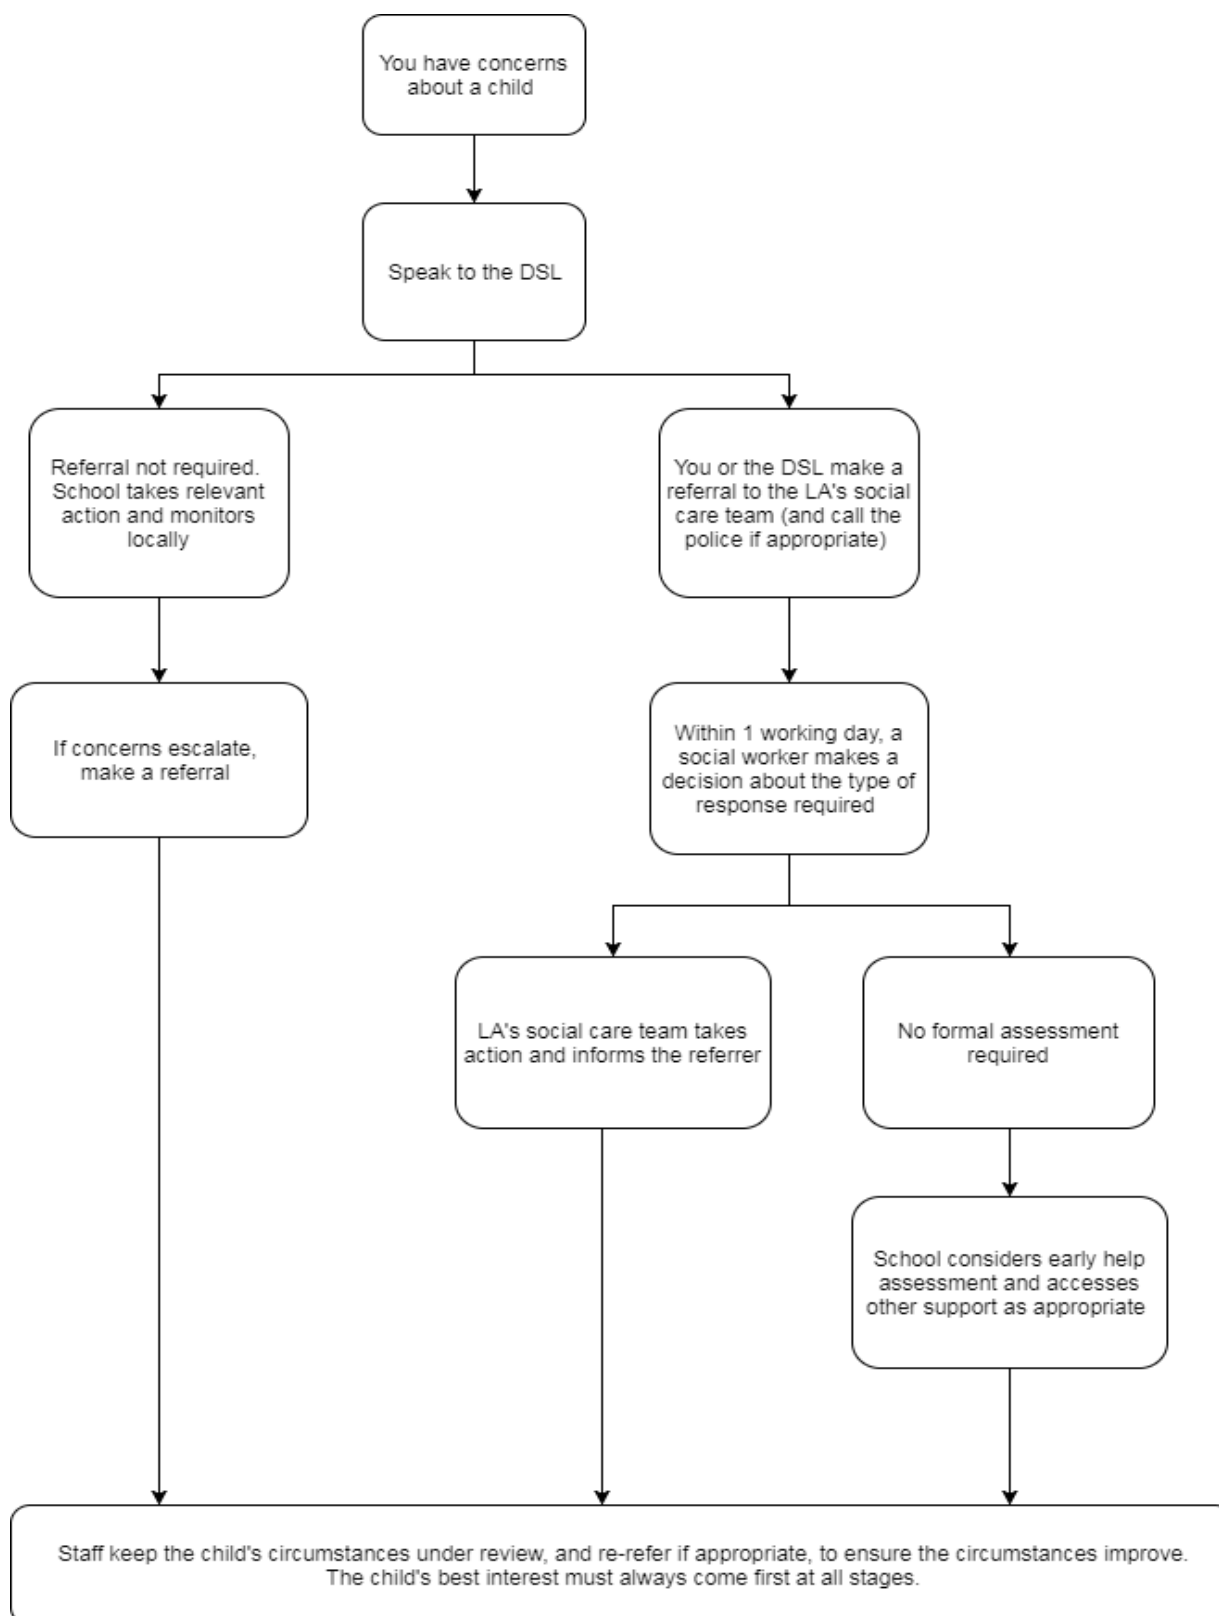 You have concerns
about a child
Speak to the DSL
Referral not required.
School takes relevant
action and monitors
locally
You or the DSL make a
referral to the LA's social
care team (and call the
police if appropriate)
If concerns escalate,
make a referral
Within 1 working day, a
social worker makes a
decision about the type of
response required
LA's social care team takes
action and informs the referrer
No formal assessment
required
School considers early help
assessment and accesses
other support as appropriate
Staff keep the child's circumstances under review, and re-refer if appropriate, to ensure the circumstances improve.
The child's best interest must always come first at all stages.